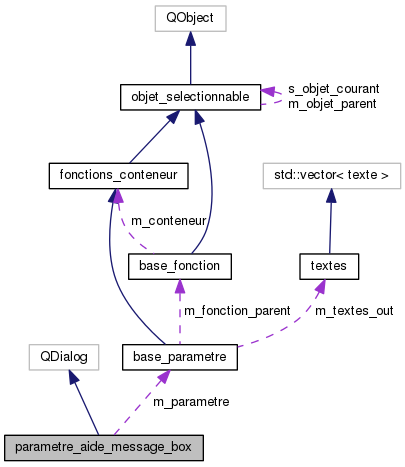 QObject
objet_selectionnable
s_objet_courant
m_objet_parent
fonctions_conteneur
std::vector< texte >
m_conteneur
base_fonction
textes
m_fonction_parent
m_textes_out
QDialog
base_parametre
m_parametre
parametre_aide_message_box